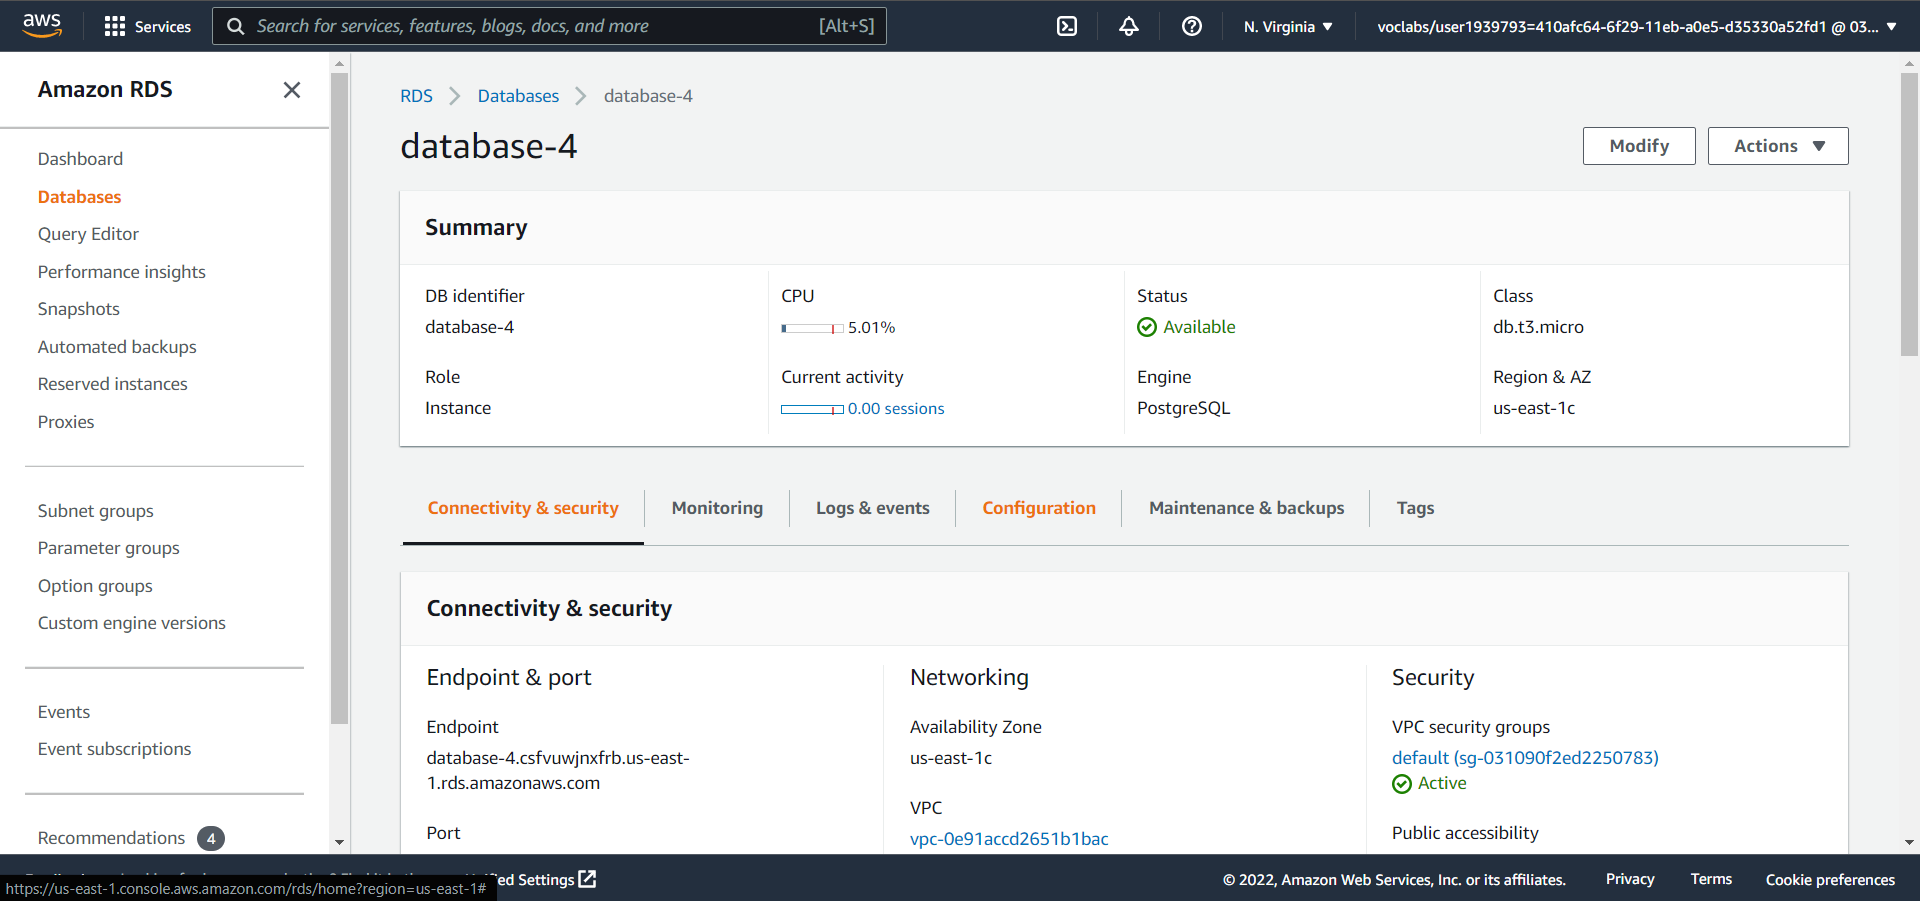 aws
Services
Search for services, features, blogs, docs, and more
[Alt+S]
N. Virginia ▼
voclabs/user1939793=410afc64-6f29-11eb-a0e5-d35330a52fd1 @ 03... ▼
Amazon RDS
Dashboard
Databases
Query Editor
Performance insights
Snapshots
Automated backups
Reserved instances
Proxies
Subnet groups
Parameter groups
Option groups
Custom engine versions
Events
Event subscriptions
Recommendations 4
RDS > Databases > database-4
database-4
Modify
Actions ▼
Summary
DB identifier
database-4
CPU
5.01%
Status
Available
Class
db.t3.micro
Role
Instance
Current activity
0.00 sessions
Engine
PostgreSQL
Region & AZ
us-east-1c
Connectivity & security
Monitoring
Logs & events
Configuration
Maintenance & backups
Tags
Connectivity & security
Endpoint & port
Endpoint
database-4.csfvuwjnxfrb.us-east-
1.rds.amazonaws.com
Port
Networking
Availability Zone
us-east-1c
VPC
vpc-0e91accd2651b1bac
Security
VPC security groups
default (sg-031090f2ed2250783)
Active
Public accessibility
Settings
https://us-east-1.console.aws.amazon.com/rds/home?region=us-east-1#
© 2022, Amazon Web Services, Inc. or its affiliates.
Privacy
Terms
Cookie preferences